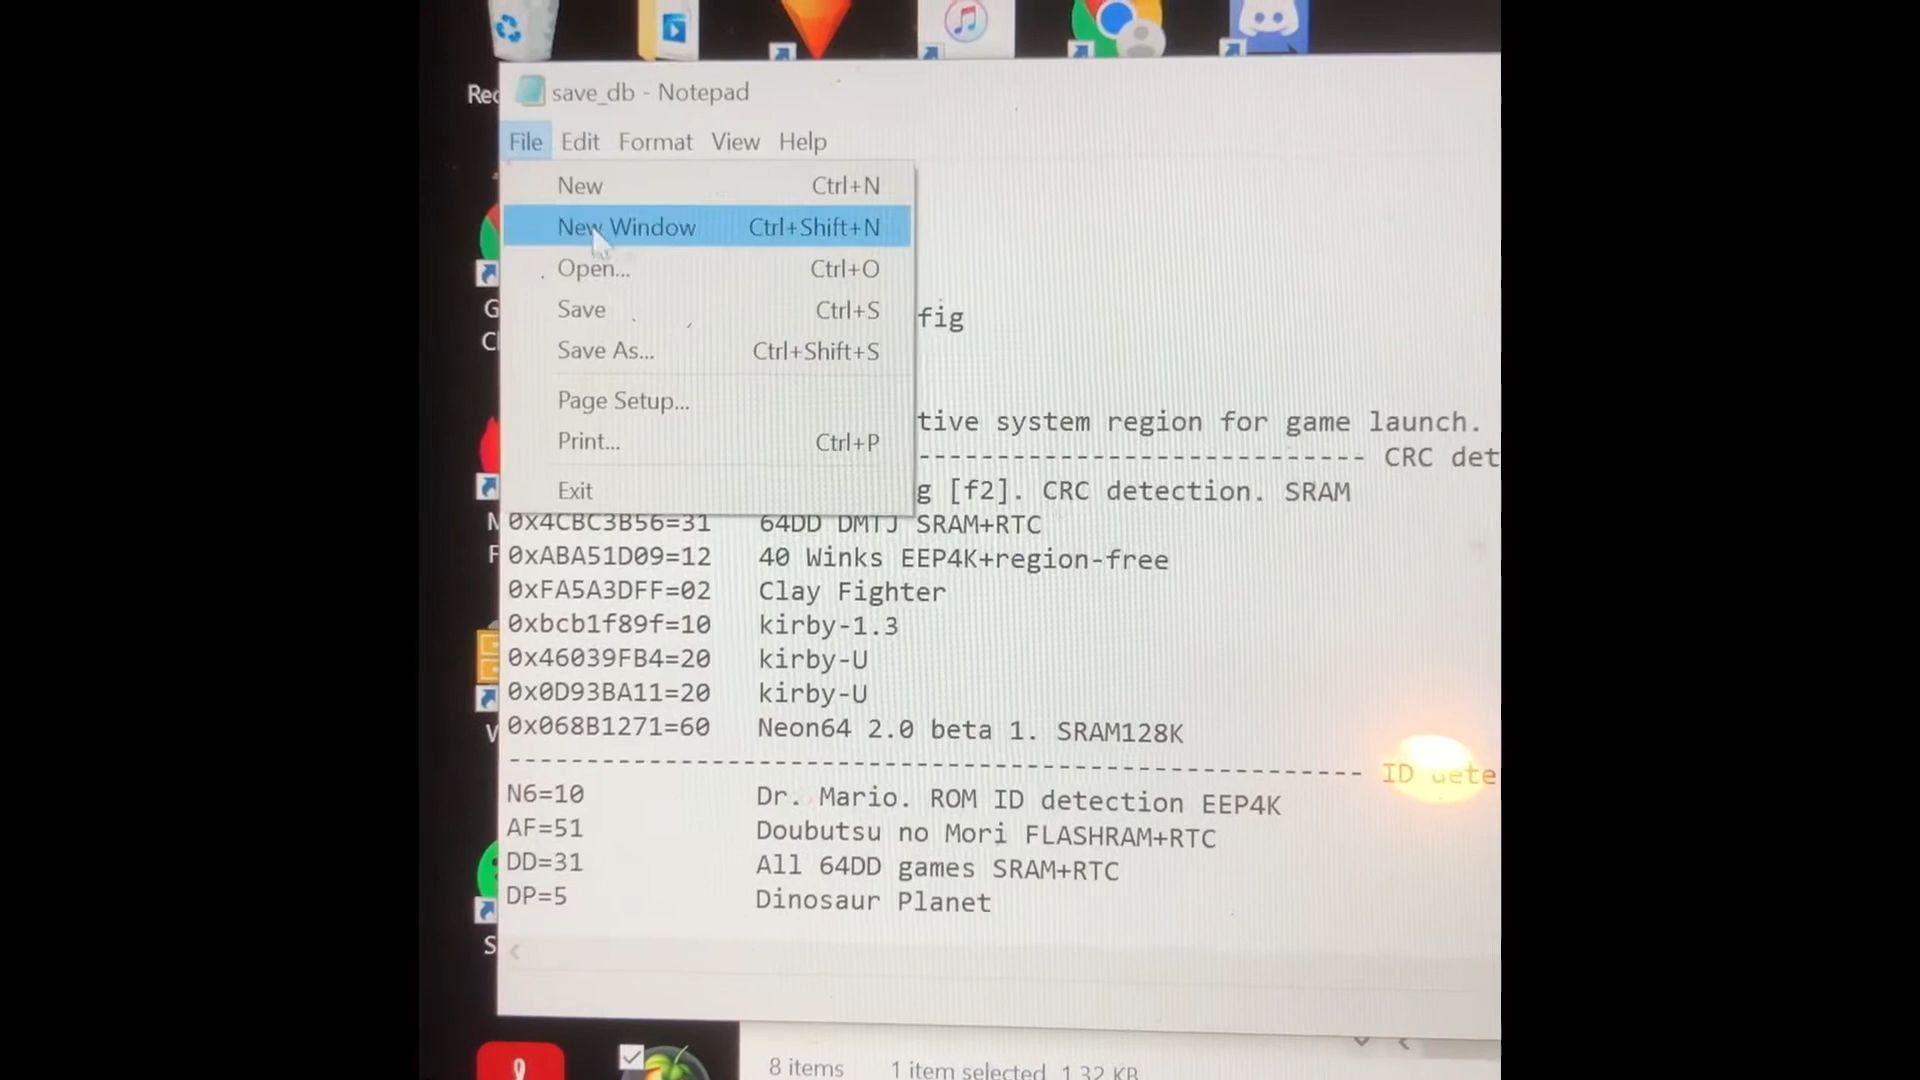 Rec
save_db - Notepad
File Edit Format View Help
New Ctrl+N
New Window Ctrl+Shift+N
Open... Ctrl+O
Save Ctrl+S
Save As... Ctrl+Shift+S
Page Setup... 
Print... Ctrl+P
Exit
G
Cl
fig
tive system region for game launch.
---------------------------- CRC det
g [f2]. CRC detection. SRAM
0x4CBC3B56=31 64DD DMTJ SRAM+RTC
0xABA51D09=12 40 Winks EEP4K+region-free
0xFA5A3DFF=02 Clay Fighter
0xbcb1f89f=10 kirby-1.3
0x46039FB4=20 kirby-U
0x0D93BA11=20 kirby-U
0x068B1271=60 Neon64 2.0 beta 1. SRAM128K
------------------------------------------------------ ID dete
N6=10 Dr. Mario. ROM ID detection EEP4K
AF=51 Doubutsu no Mori FLASHRAM+RTC
DD=31 All 64DD games SRAM+RTC
DP=5 Dinosaur Planet
M
F
V
S
8 items 1 item selected 1.32 KB